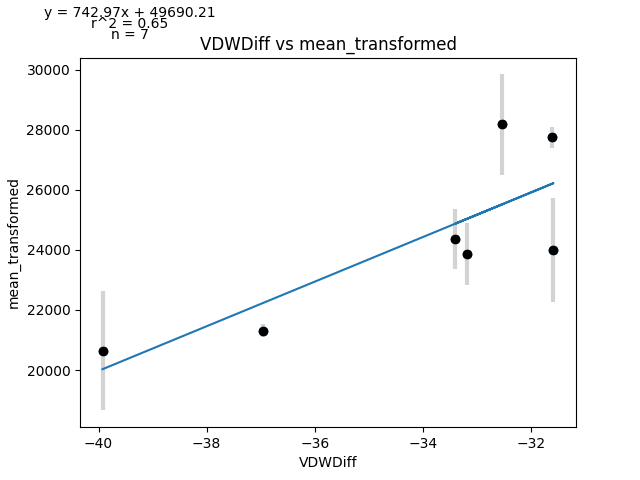 y = 742.97x + 49690.21
r^2 = 0.65
n = 7
VDWDiff vs mean_transformed
30000
28000
26000
24000
22000
20000
mean_transformed
−40
−38
−36
−34
−32
VDWDiff